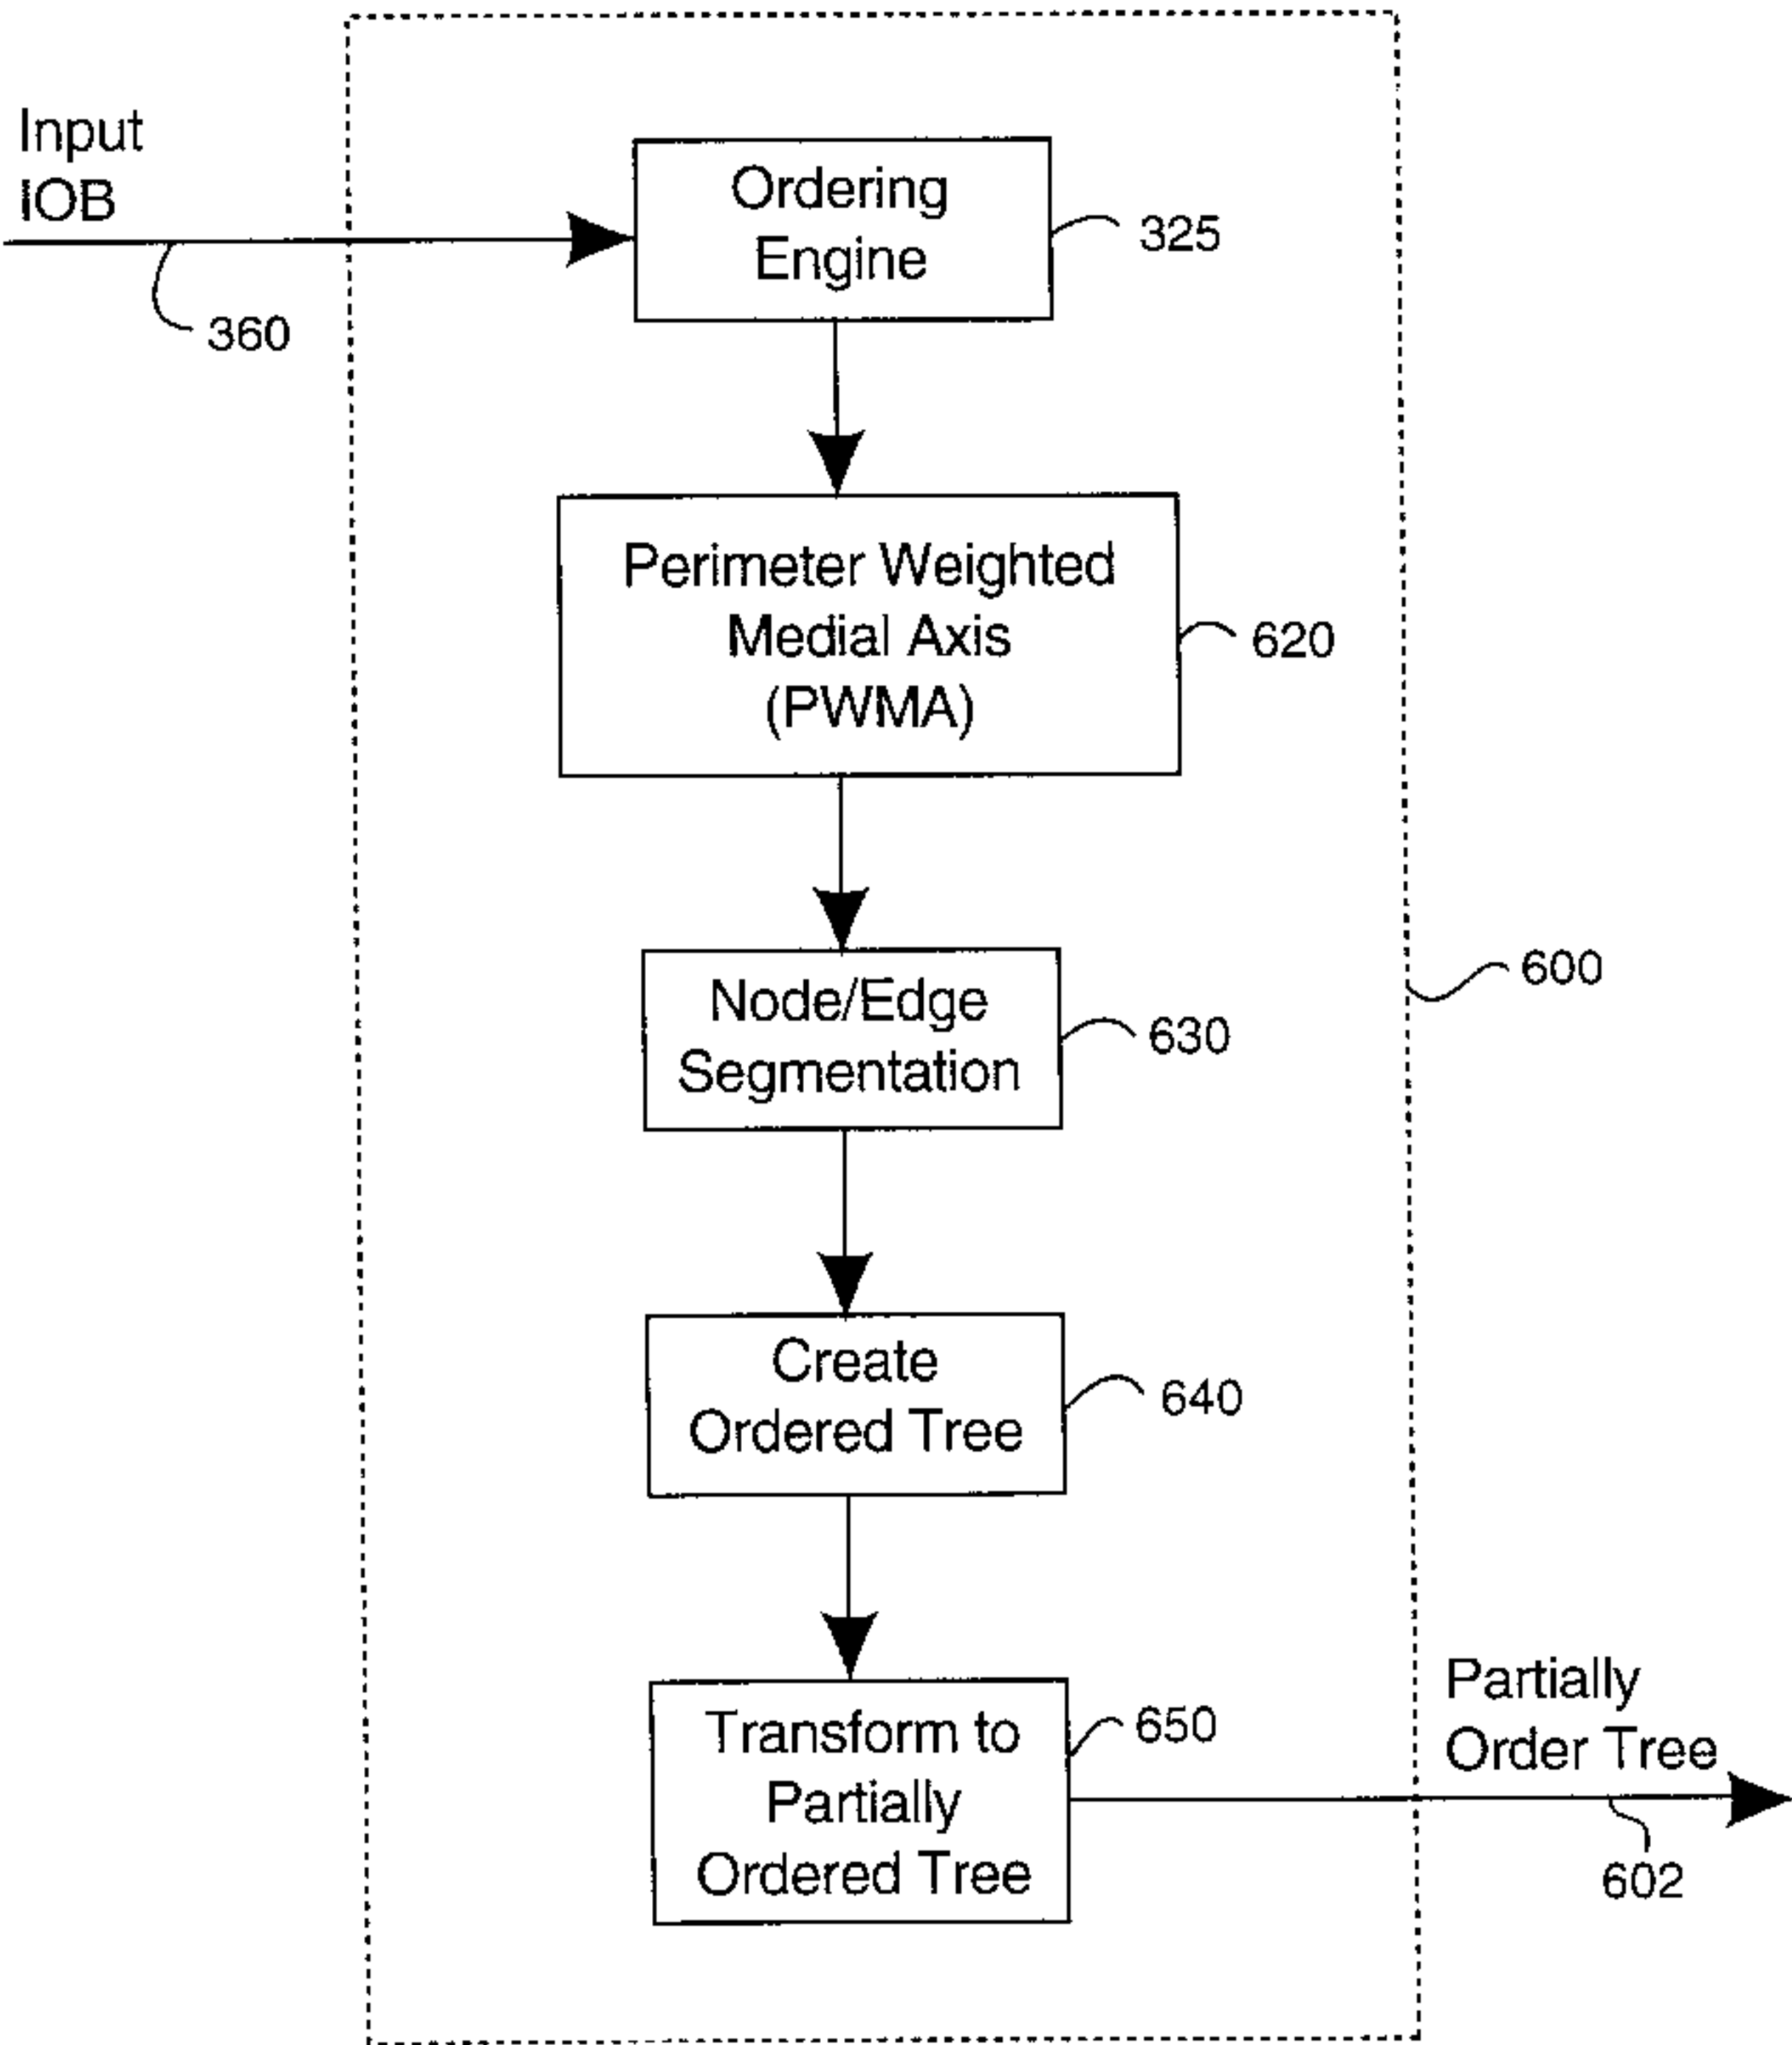 Input
IOB
360
Ordering
Engine
325
Perimeter Weighted
Medial Axis
(PWMA)
620
Node/Edge
Segmentation
630
600
Create
Ordered Tree
640
Transform to
Partially
Ordered Tree
650
Partially
Order Tree
602